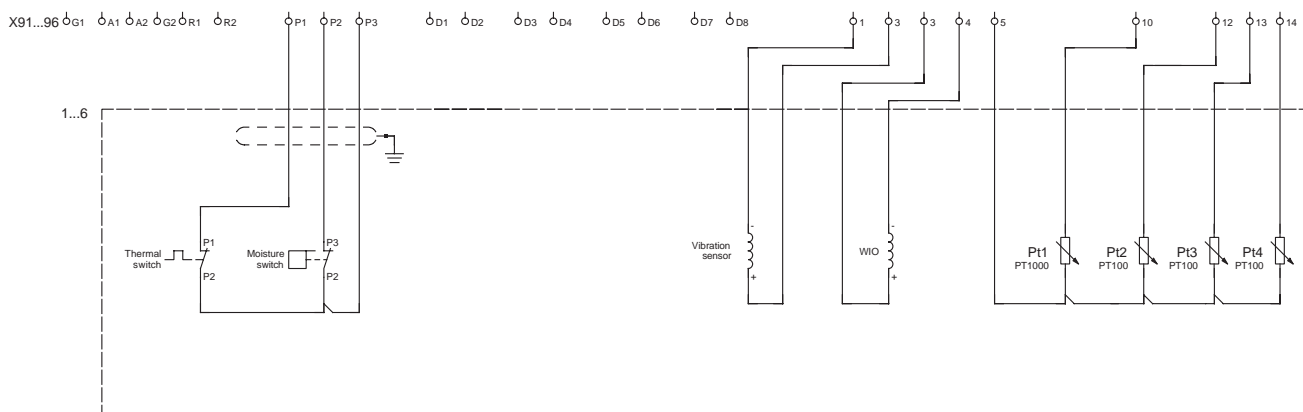 X91...96 G1 A1 A2 G2 R1 R2 P1 P2 P3 D1 D2 D3 D4 D5 D6 D7 D8 1 3 3 4 5 10 12 13 14
1...6
Thermal
switch
P1
P2
Moisture
switch
P3
P2
Vibration
sensor
-
+
WIO
-
+
Pt1
PT1000
Pt2
PT100
Pt3
PT100
Pt4
PT100